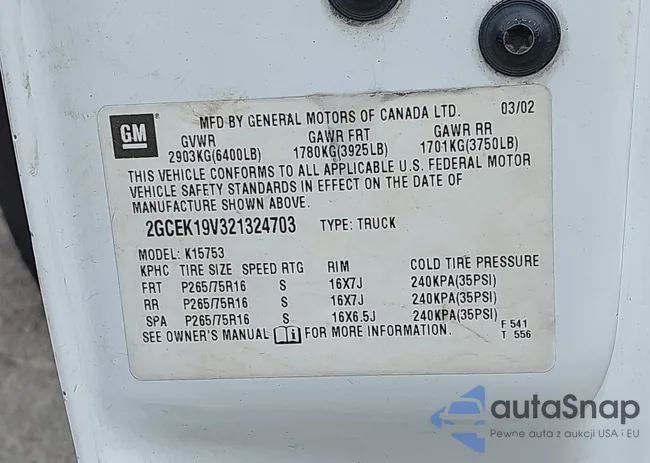 MFD BY GENERAL MOTORS OF CANADA LTD. 03/02
GM
GVWR GAWR FRT GAWR RR
2903KG(6400LB) 1780KG(3925LB) 1701KG(3750LB)
THIS VEHICLE CONFORMS TO ALL APPLICABLE U.S. FEDERAL MOTOR
VEHICLE SAFETY STANDARDS IN EFFECT ON THE DATE OF
MANUFACTURE SHOWN ABOVE.
2GCEK19V321324703 TYPE: TRUCK
MODEL: K15753
KPHC TIRE SIZE SPEED RTG RIM COLD TIRE PRESSURE
FRT P265/75R16 S 16X7J 240KPA(35PSI)
RR P265/75R16 S 16X7J 240KPA(35PSI)
SPA P265/75R16 S 16X6.5J 240KPA(35PSI)
SEE OWNER'S MANUAL FOR MORE INFORMATION.
F 541
T 556
autaSnap
Pewne auta z aukcji USA i EU